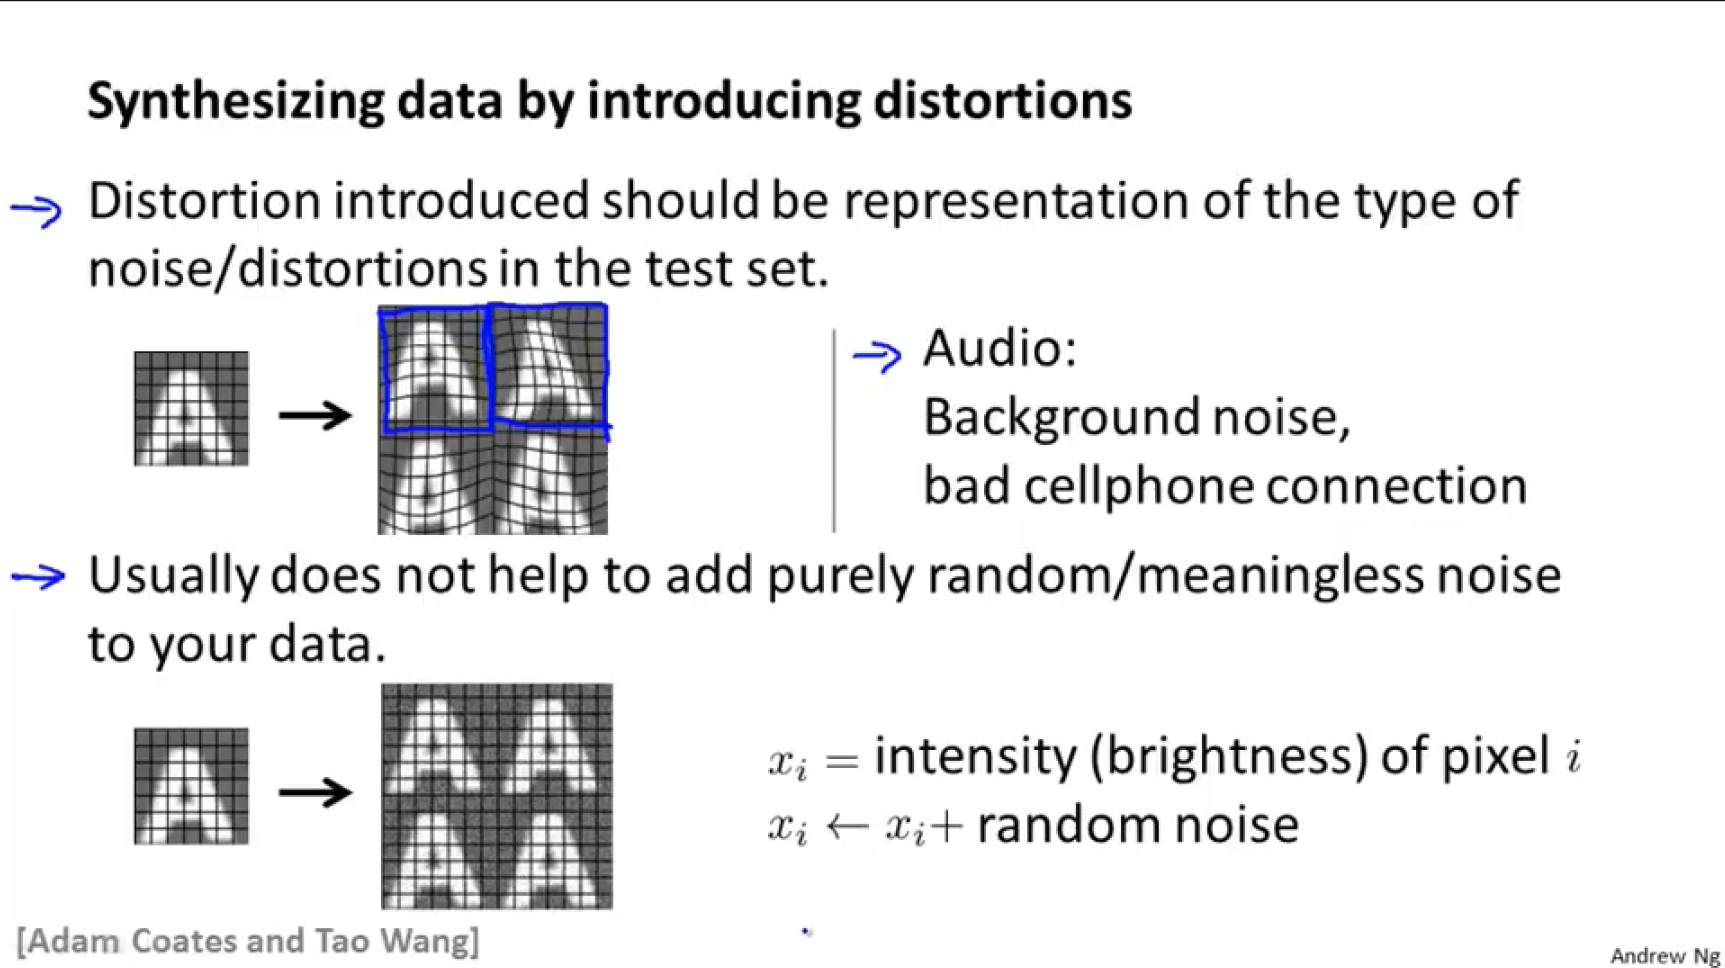 Synthesizing data by introducing distortions
Distortion introduced should be representation of the type of
noise/distortions in the test set.
Audio:
Background noise,
bad cellphone connection
Usually does not help to add purely random/meaningless noise
to your data.
x_i = intensity (brightness) of pixel i
x_i ← x_i + random noise
[Adam Coates and Tao Wang]
Andrew Ng